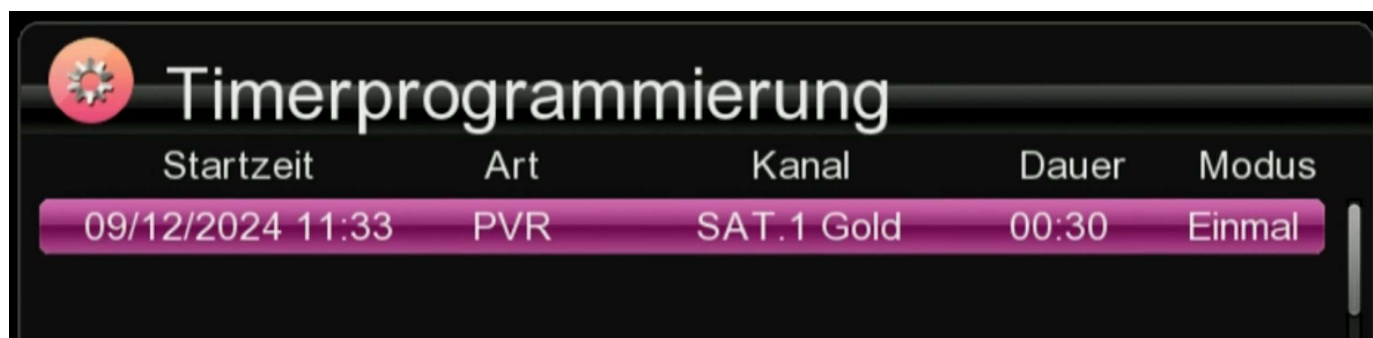 Timerprogrammierung
Startzeit Art Kanal Dauer Modus
09/12/2024 11:33 PVR SAT.1 Gold 00:30 Einmal